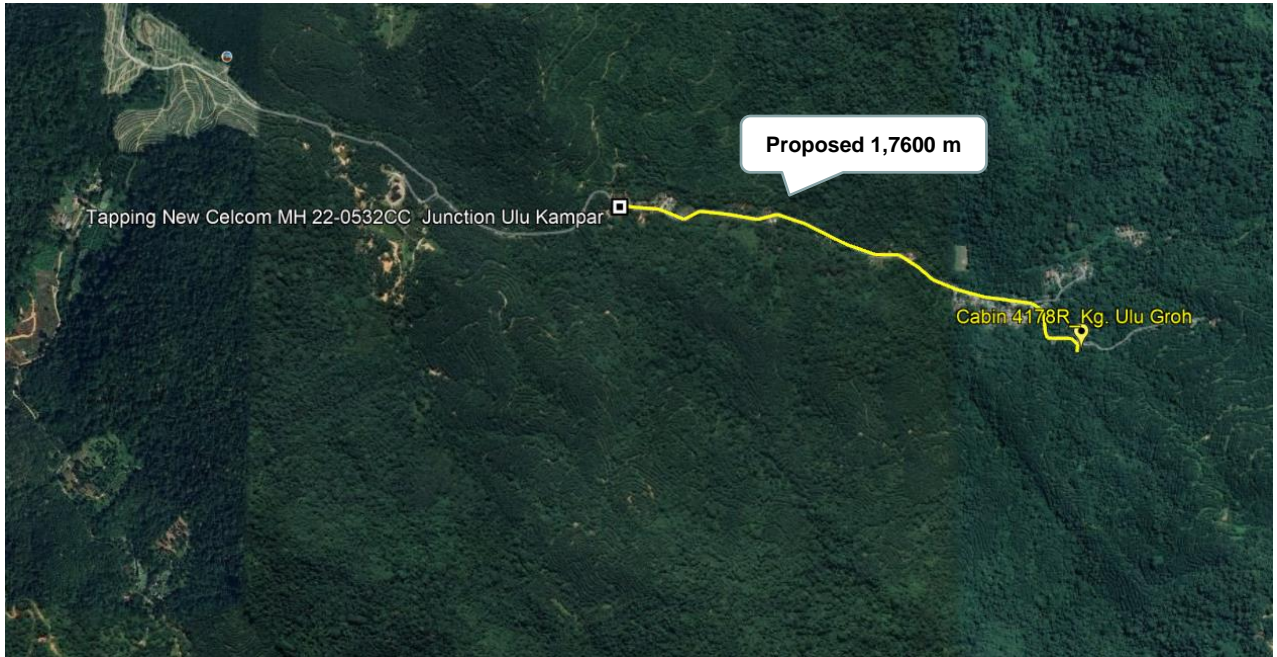 Proposed 1,7600 m
Tapping New Celcom MH 22-0532CC Junction Ulu Kampar
Cabin 4178R_Kg. Ulu Groh